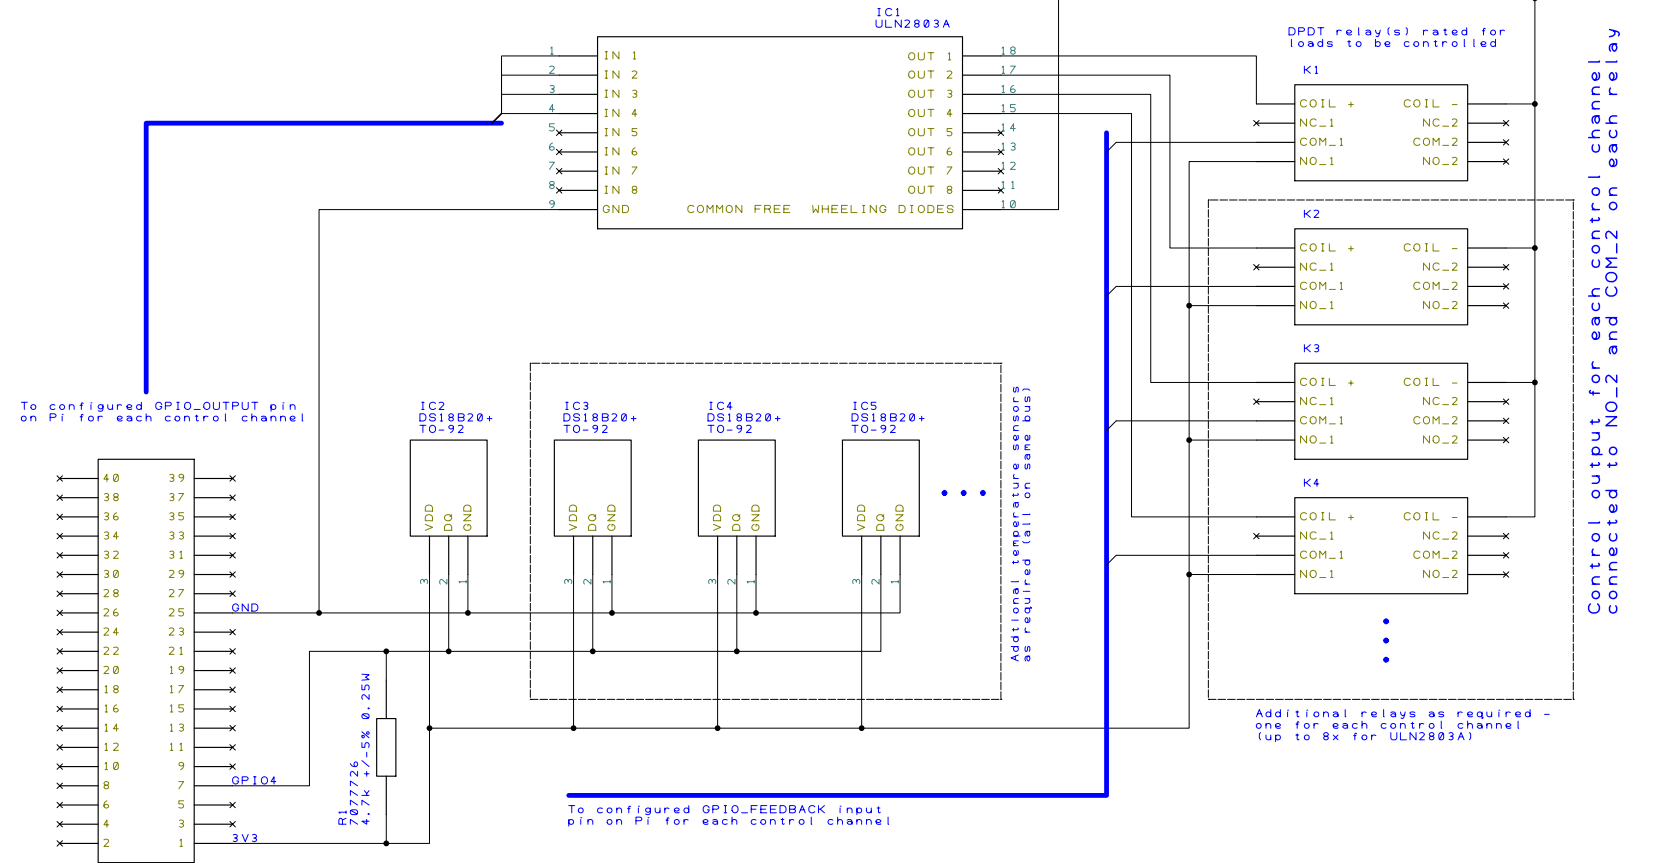 IC1
ULN2803A
1 IN 1 OUT 1 18
2 IN 2 OUT 2 17
3 IN 3 OUT 3 16
4 IN 4 OUT 4 15
5 IN 5 OUT 5 14
6 IN 6 OUT 6 13
7 IN 7 OUT 7 12
8 IN 8 OUT 8 11
9 GND COMMON FREE WHEELING DIODES 10
DPDT relay(s) rated for
loads to be controlled
K1
COIL + COIL -
NC_1 NC_2
COM_1 COM_2
NO_1 NO_2
K2
COIL + COIL -
NC_1 NC_2
COM_1 COM_2
NO_1 NO_2
K3
COIL + COIL -
NC_1 NC_2
COM_1 COM_2
NO_1 NO_2
K4
COIL + COIL -
NC_1 NC_2
COM_1 COM_2
NO_1 NO_2
Additional relays as required -
one for each control channel
(up to 8x for ULN2803A)
Control output for each control channel
connected to NO_2 and COM_2 on each relay
To configured GPIO_OUTPUT pin
on Pi for each control channel
IC2
DS18B20+
TO-92
VDD DQ GND
3 2 1
IC3
DS18B20+
TO-92
VDD DQ GND
3 2 1
IC4
DS18B20+
TO-92
VDD DQ GND
3 2 1
IC5
DS18B20+
TO-92
VDD DQ GND
3 2 1
Addtional temperature sensors
as required (all on same bus)
40 39
38 37
36 35
34 33
32 31
30 29
28 27
26 25 GND
24 23
22 21
20 19
18 17
16 15
14 13
12 11
10 9
8 7 GPIO4
6 5
4 3
2 1 3V3
R1
7077726
4.7k +/-5% 0.25W
To configured GPIO_FEEDBACK input
pin on Pi for each control channel